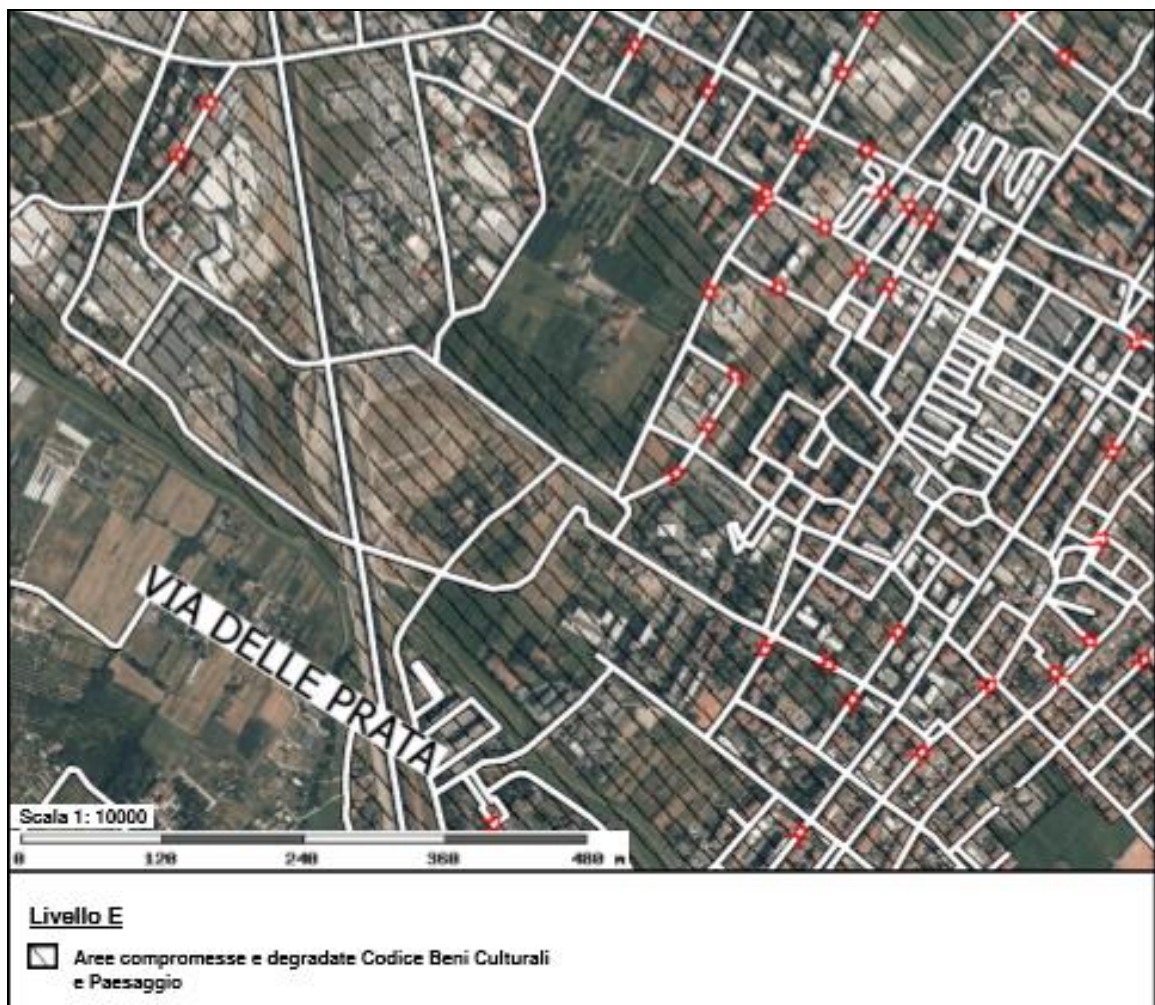 VIA DELLE PRATA
Scala 1: 10000
0 120 240 360 480 m
Livello E
Aree compromesse e degradate Codice Beni Culturali
e Paesaggio